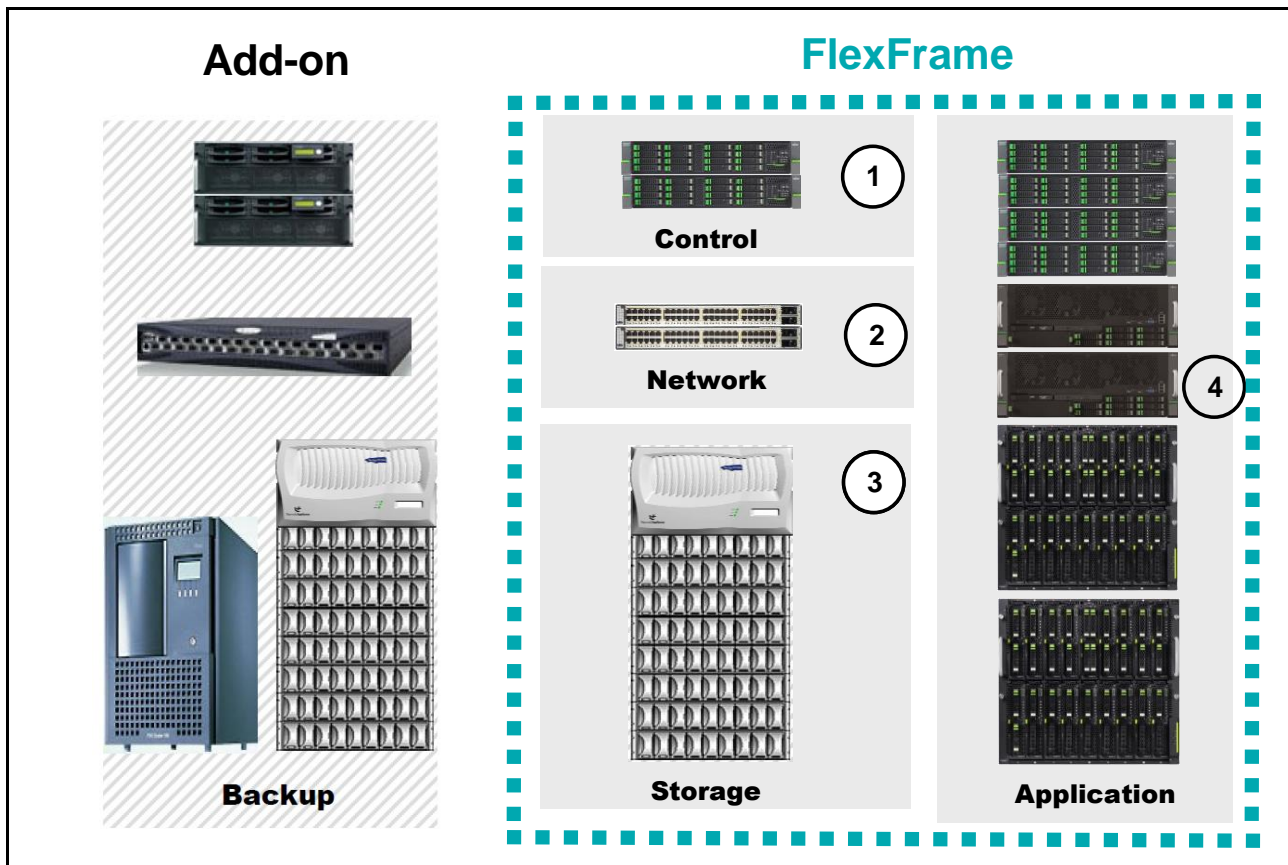 Add-on
FlexFrame
1
Control
2
Network
3
4
Backup
Storage
Application